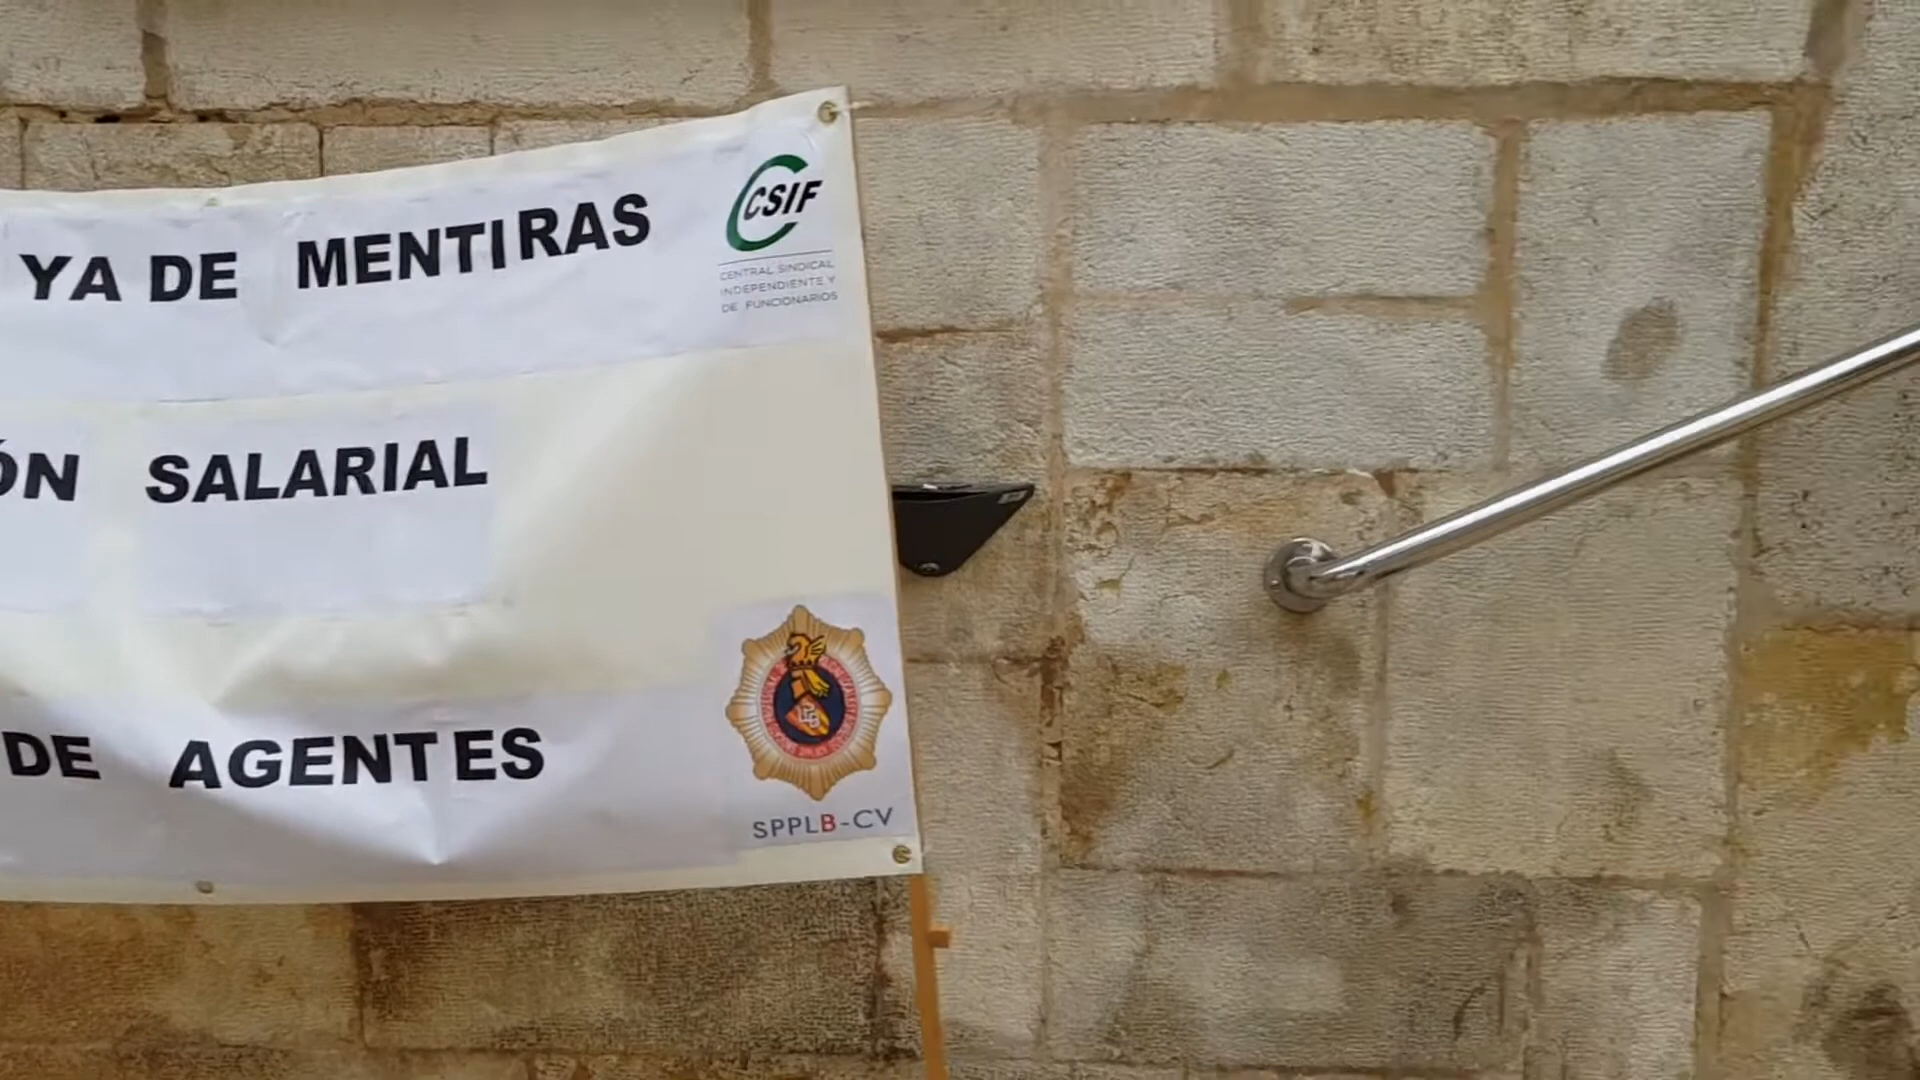 YA DE MENTIRAS
CSIF
CENTRAL SINDICAL
INDEPENDIENTE Y
DE FUNCIONARIOS
ÓN SALARIAL
DE AGENTES
SPPLB-CV